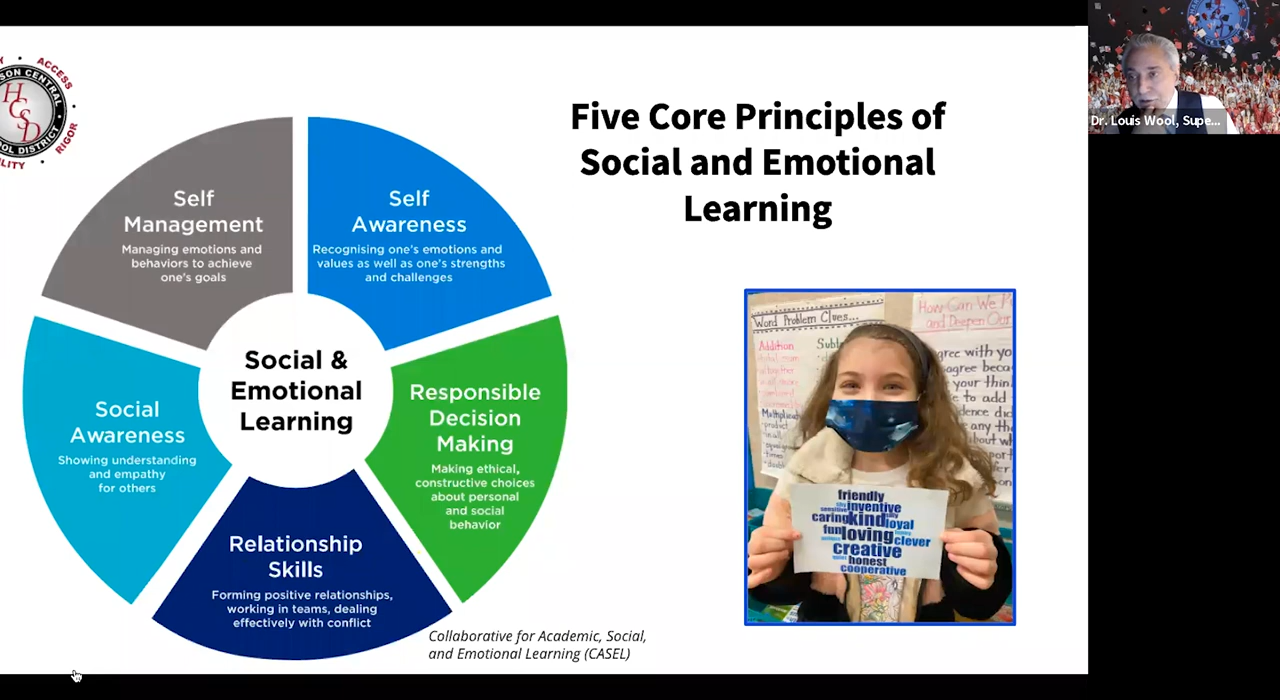 ACCESS
RIGOR
SON CENTRAL
HCSD
OOL DISTRICT
Five Core Principles of
Social and Emotional
Learning
Self
Management
Managing emotions and
behaviors to achieve
one's goals
Self
Awareness
Recognising one's emotions and
values as well as one's strengths
and challenges
Social &
Emotional
Learning
Social
Awareness
Showing understanding
and empathy
for others
Responsible
Decision
Making
Making ethical,
constructive choices
about personal
and social
behavior
Relationship
Skills
Forming positive relationships,
working in teams, dealing
effectively with conflict
Collaborative for Academic, Social,
and Emotional Learning (CASEL)
Word Problem Clues...
Addition
How Can We
and Deepen Our
friendly
inventive
caring kind loyal
fun loving clever
creative
honest
cooperative
Dr. Louis Wool, Supe...